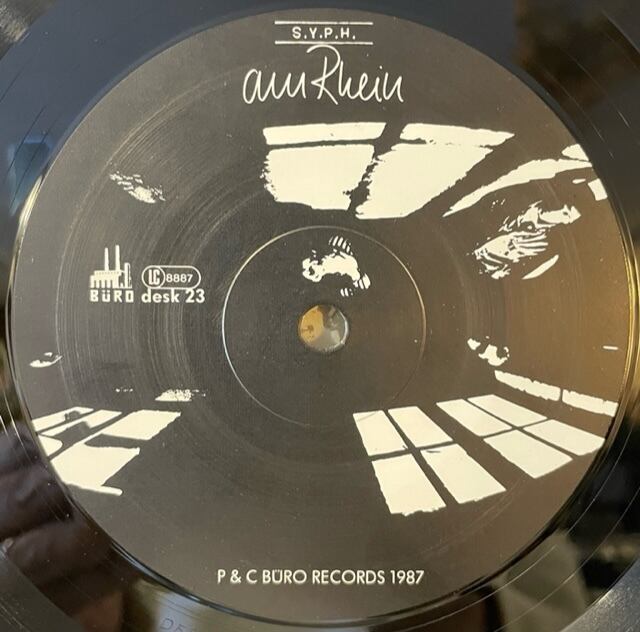 S.Y.P.H.
am Rhein
LC 8887
BÜRO desk 23
P & C BÜRO RECORDS 1987